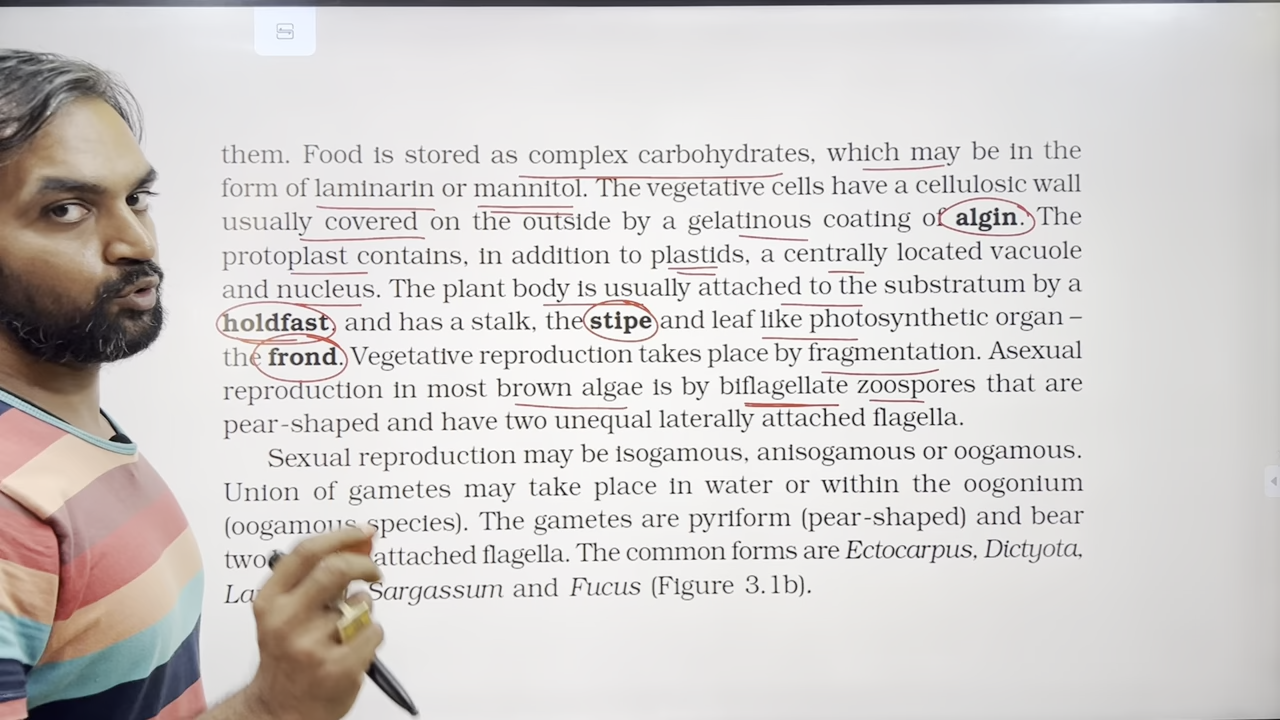 them. Food is stored as complex carbohydrates, which may be in the
form of laminarin or mannitol. The vegetative cells have a cellulosic wall
usually covered on the outside by a gelatinous coating of algin. The
protoplast contains, in addition to plastids, a centrally located vacuole
and nucleus. The plant body is usually attached to the substratum by a
holdfast, and has a stalk, the stipe and leaf like photosynthetic organ –
the frond. Vegetative reproduction takes place by fragmentation. Asexual
reproduction in most brown algae is by biflagellate zoospores that are
pear-shaped and have two unequal laterally attached flagella.
Sexual reproduction may be isogamous, anisogamous or oogamous.
Union of gametes may take place in water or within the oogonium
(oogamous species). The gametes are pyriform (pear-shaped) and bear
two attached flagella. The common forms are Ectocarpus, Dictyota,
Sargassum and Fucus (Figure 3.1b).